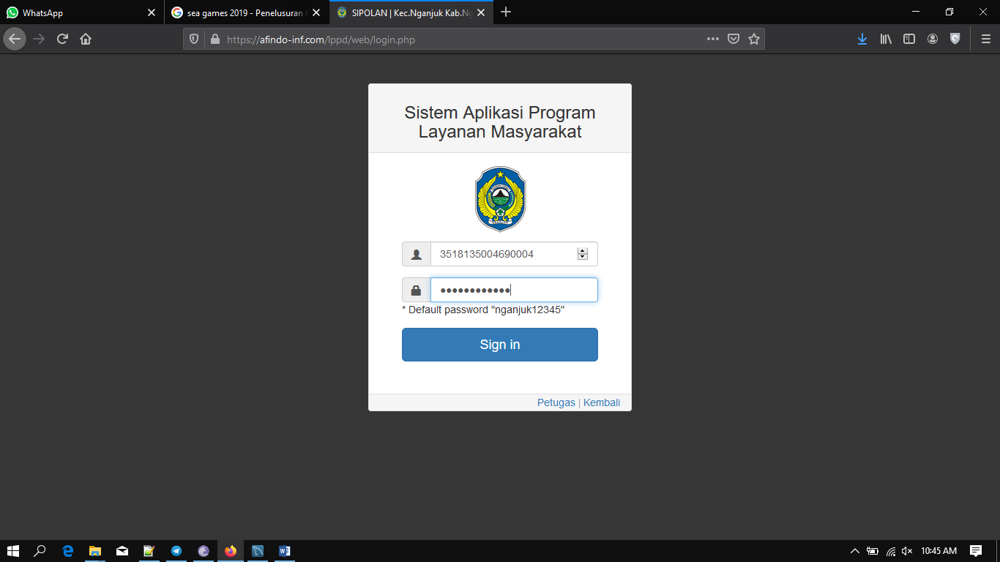 WhatsApp
sea games 2019 - Penelusuran
SIPOLAN | Kec.Nganjuk Kab.Ng
https://afindo-inf.com/lppd/web/login.php
Sistem Aplikasi Program
Layanan Masyarakat
3518135004690004
* Default password "nganjuk12345"
Sign in
Petugas | Kembali
10:45 AM